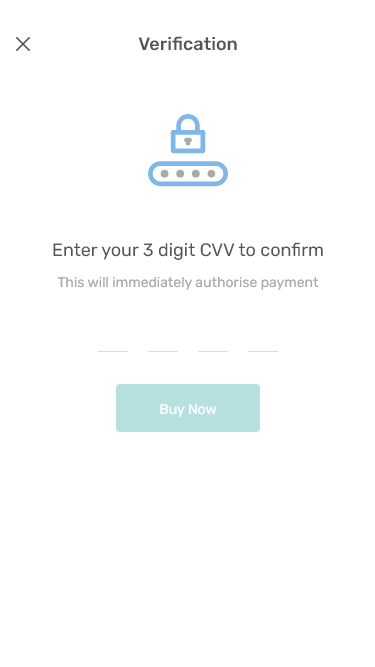 Verification
Enter your 3 digit CVV to confirm
This will immediately authorise payment
Buy Now